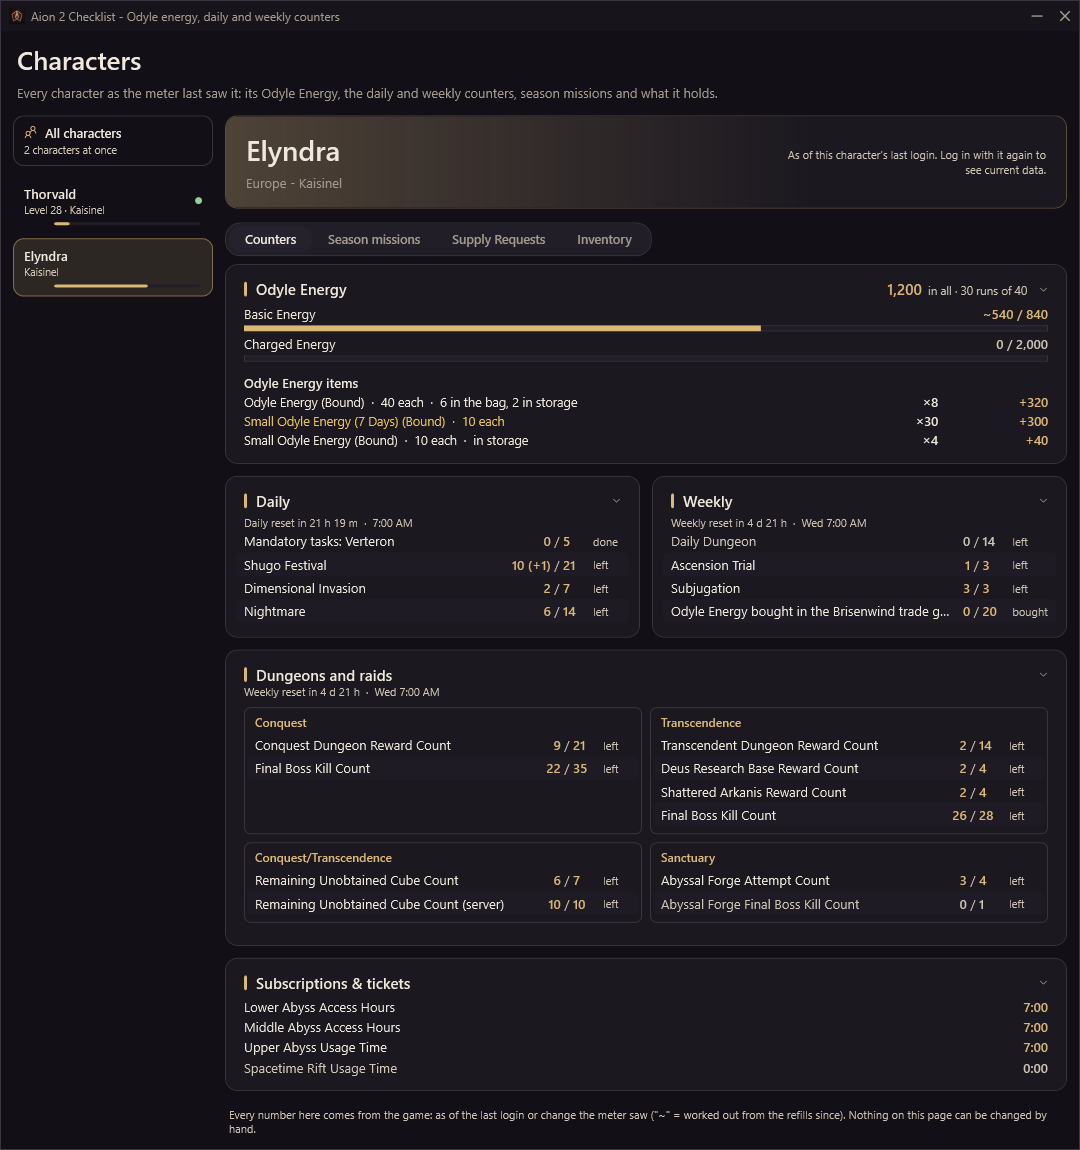 Aion 2 Checklist - Odyle energy, daily and weekly counters
Characters
Every character as the meter last saw it: its Odyle Energy, the daily and weekly counters, season missions and what it holds.
All characters
2 characters at once
Thorvald
Level 28 · Kaisinel
Elyndra
Kaisinel
Elyndra
Europe - Kaisinel
As of this character's last login. Log in with it again to
see current data.
Counters Season missions Supply Requests Inventory
Odyle Energy 1,200 in all · 30 runs of 40
Basic Energy ~540 / 840
Charged Energy 0 / 2,000
Odyle Energy items
Odyle Energy (Bound) · 40 each · 6 in the bag, 2 in storage ×8 +320
Small Odyle Energy (7 Days) (Bound) · 10 each ×30 +300
Small Odyle Energy (Bound) · 10 each · in storage ×4 +40
Daily
Daily reset in 21 h 19 m · 7:00 AM
Mandatory tasks: Verteron 0 / 5 done
Shugo Festival 10 (+1) / 21 left
Dimensional Invasion 2 / 7 left
Nightmare 6 / 14 left
Weekly
Weekly reset in 4 d 21 h · Wed 7:00 AM
Daily Dungeon 0 / 14 left
Ascension Trial 1 / 3 left
Subjugation 3 / 3 left
Odyle Energy bought in the Brisenwind trade g... 0 / 20 bought
Dungeons and raids
Weekly reset in 4 d 21 h · Wed 7:00 AM
Conquest
Conquest Dungeon Reward Count 9 / 21 left
Final Boss Kill Count 22 / 35 left
Transcendence
Transcendent Dungeon Reward Count 2 / 14 left
Deus Research Base Reward Count 2 / 4 left
Shattered Arkanis Reward Count 2 / 4 left
Final Boss Kill Count 26 / 28 left
Conquest/Transcendence
Remaining Unobtained Cube Count 6 / 7 left
Remaining Unobtained Cube Count (server) 10 / 10 left
Sanctuary
Abyssal Forge Attempt Count 3 / 4 left
Abyssal Forge Final Boss Kill Count 0 / 1 left
Subscriptions & tickets
Lower Abyss Access Hours 7:00
Middle Abyss Access Hours 7:00
Upper Abyss Usage Time 7:00
Spacetime Rift Usage Time 0:00
Every number here comes from the game: as of the last login or change the meter saw ("~" = worked out from the refills since). Nothing on this page can be changed by
hand.